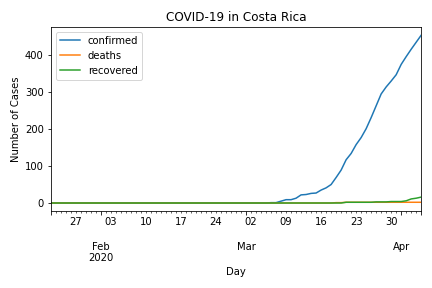 COVID-19 in Costa Rica
confirmed
deaths
recovered
Number of Cases
400
300
200
100
0
27 03 10 17 24 02 09 16 23 30
Feb Mar Apr
2020
Day